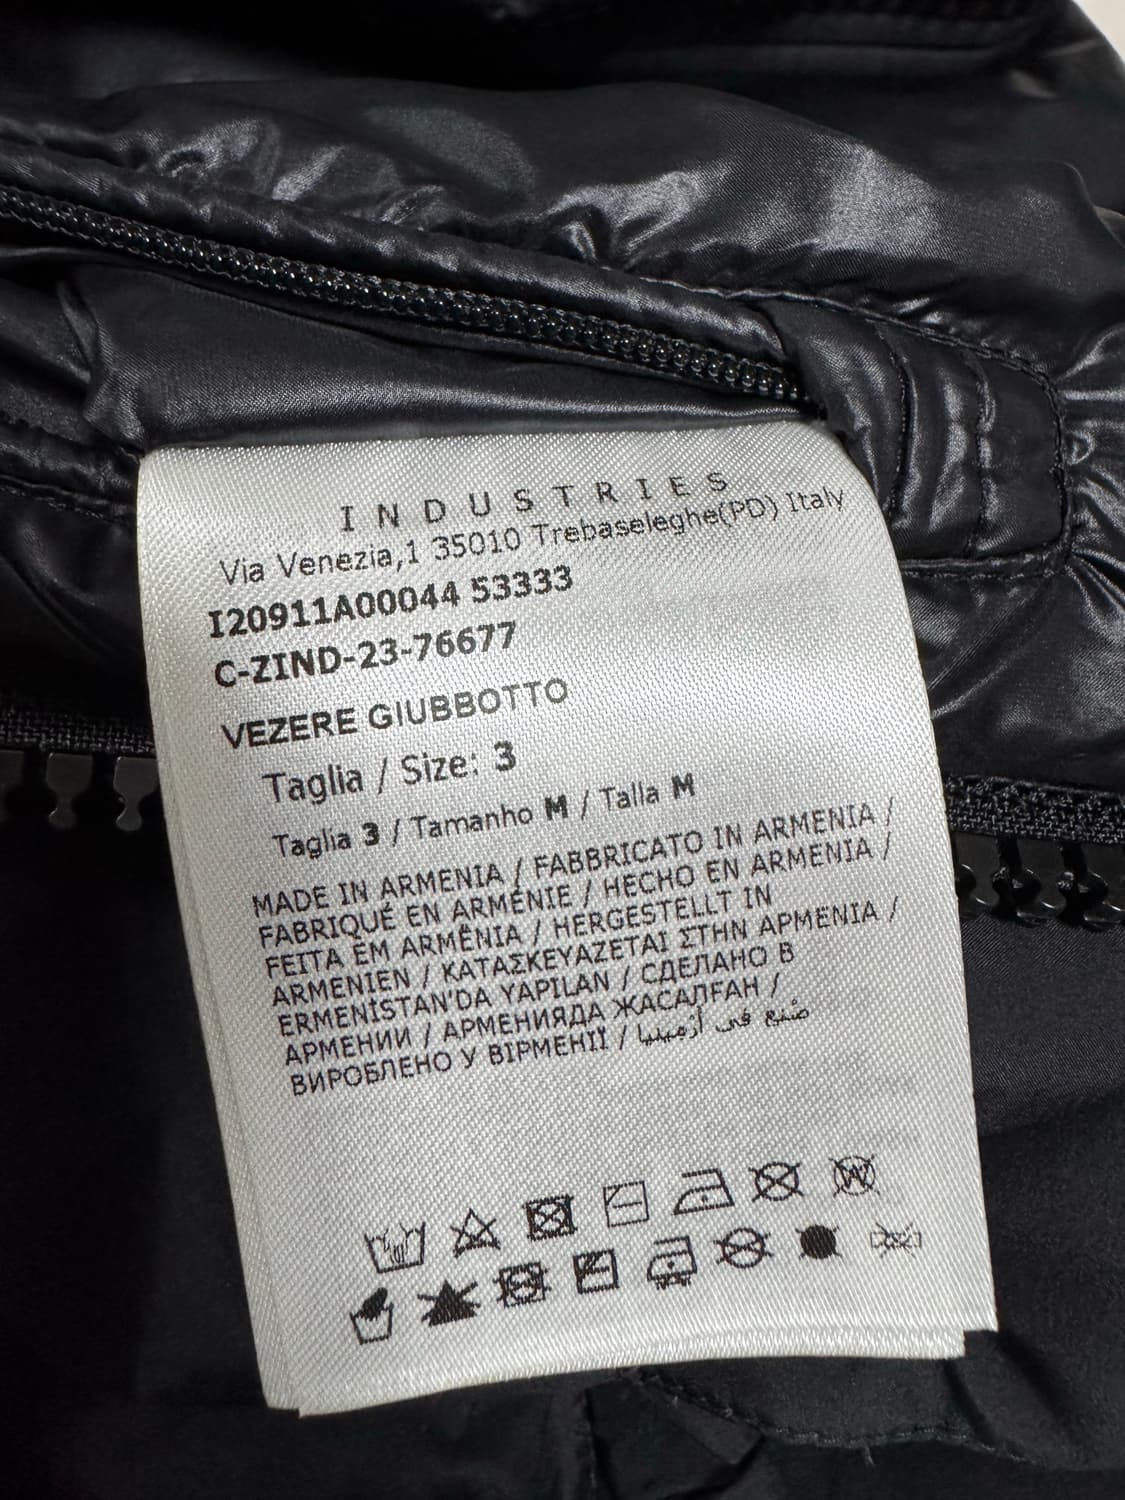 INDUSTRIES
Via Venezia,1 35010 Trebaseleghe(PD) Italy
I20911A00044 53333
C-ZIND-23-76677
VEZERE GIUBBOTTO
Taglia / Size: 3
Taglia 3 / Tamanho M / Talla M
MADE IN ARMENIA / FABBRICATO IN ARMENIA /
FABRIQUÉ EN ARMÉNIE / HECHO EN ARMENIA /
FEITA EM ARMÊNIA / HERGESTELLT IN
ARMENIEN / ΚΑΤΑΣΚΕΥΑΖΕΤΑΙ ΣΤΗΝ ΑΡΜΕΝΙΑ /
ERMENİSTAN'DA YAPILAN / СДЕЛАНО В
АРМЕНИИ / АРМЕНИЯДА ЖАСАЛҒАН /
ВИРОБЛЕНО У ВІРМЕНІЇ / صُنع في أرمينيا
W